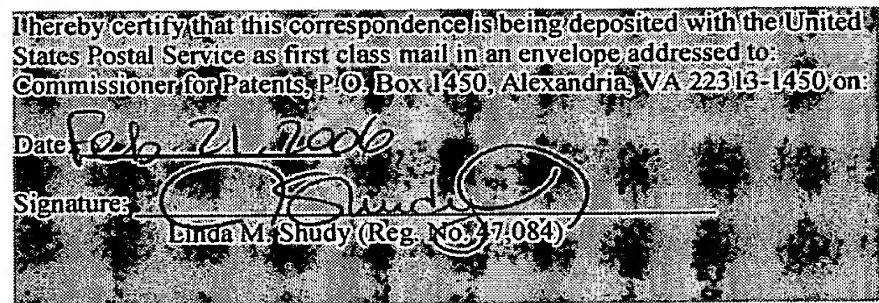 I hereby certify that this correspondence is being deposited with the United
States Postal Service as first class mail in an envelope addressed to:
Commissioner for Patents, P.O. Box 1450, Alexandria, VA 22313-1450 on:
Date Feb 21, 2006
Signature: Shudy
Linda M. Shudy (Reg. No. 47,084)